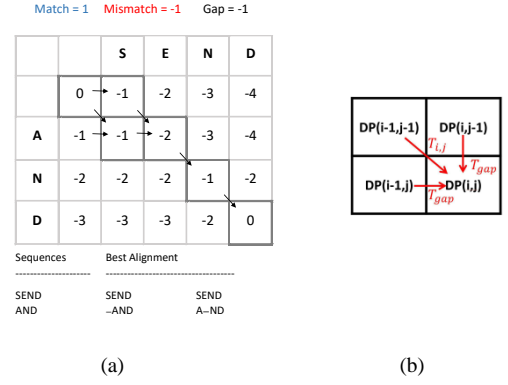 Match = 1 Mismatch = -1 Gap = -1
S E N D
0 -1 -2 -3 -4
A -1 -1 -2 -3 -4
N -2 -2 -2 -1 -2
D -3 -3 -3 -2 0
Sequences Best Alignment
-------------------- ----------------------------------
SEND SEND SEND
AND –AND A–ND
(a)
DP(i-1,j-1) DP(i,j-1)
T_{i,j}
T_{gap}
DP(i-1,j) DP(i,j)
T_{gap}
(b)